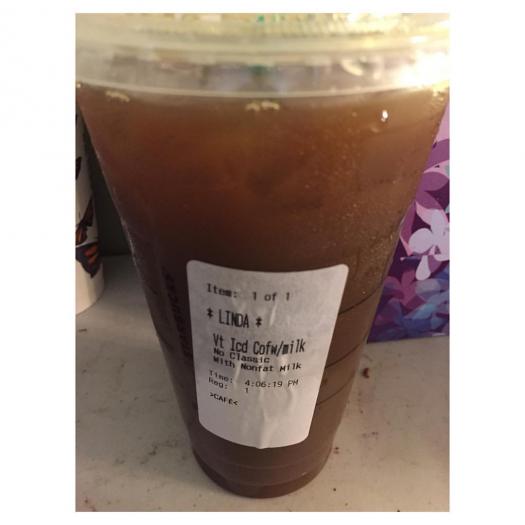 Item: 1 of 1
* LINDA *
Vt Icd Cofw/milk
No Classic
With Nonfat Milk
Time: 4:06:19 PM
Reg: 1
>CAFE<